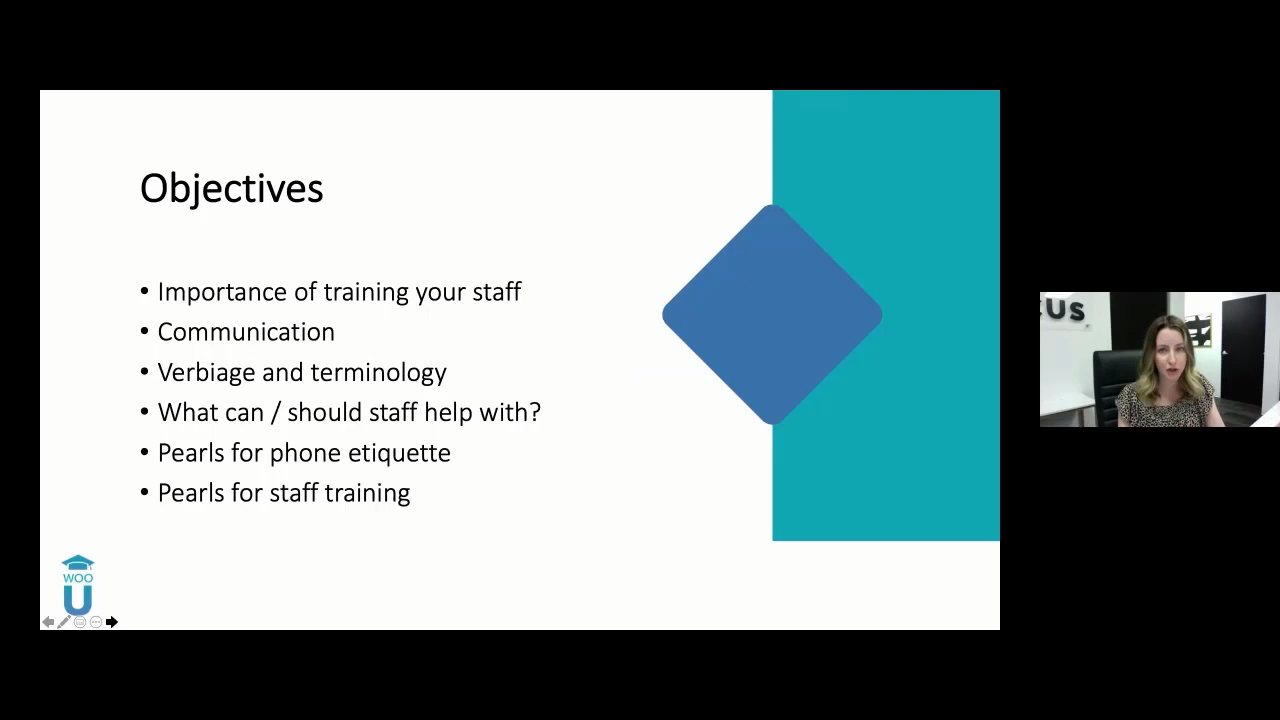 Objectives
• Importance of training your staff
• Communication
• Verbiage and terminology
• What can / should staff help with?
• Pearls for phone etiquette
• Pearls for staff training
WOO
U
CUS